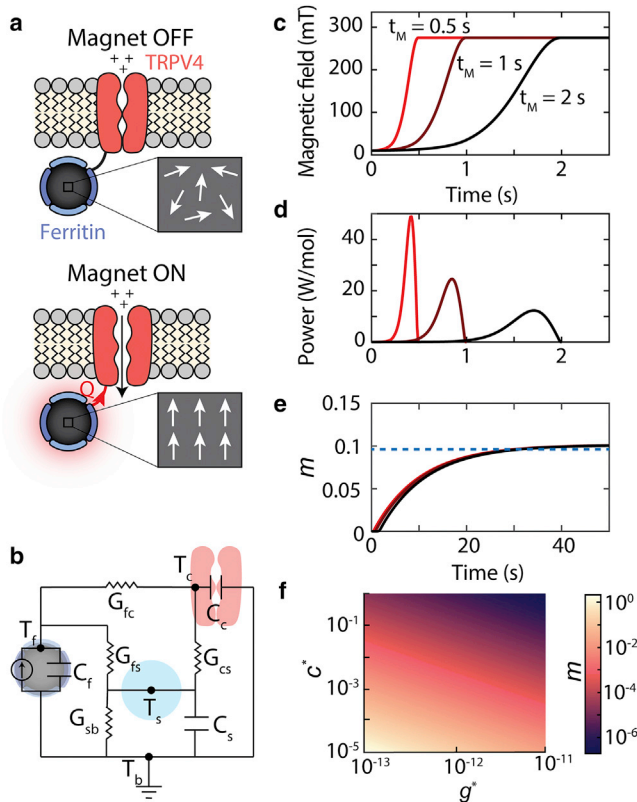 a
Magnet OFF
+ +
+
TRPV4
Ferritin
Magnet ON
+ +
+
Q
b
T_c
G_fc
C_c
T_f
C_f
G_fs
G_cs
T_s
G_sb
C_s
T_b
c
Magnetic field (mT)
300
200
100
0
t_M = 0.5 s
t_M = 1 s
t_M = 2 s
0 1 2
Time (s)
d
Power (W/mol)
40
20
0
0 1 2
e
m
0.15
0.1
0.05
0
0 20 40
Time (s)
f
c*
10^-1
10^-3
10^-5
10^-13 10^-12 10^-11
g*
m
10^0
10^-2
10^-4
10^-6